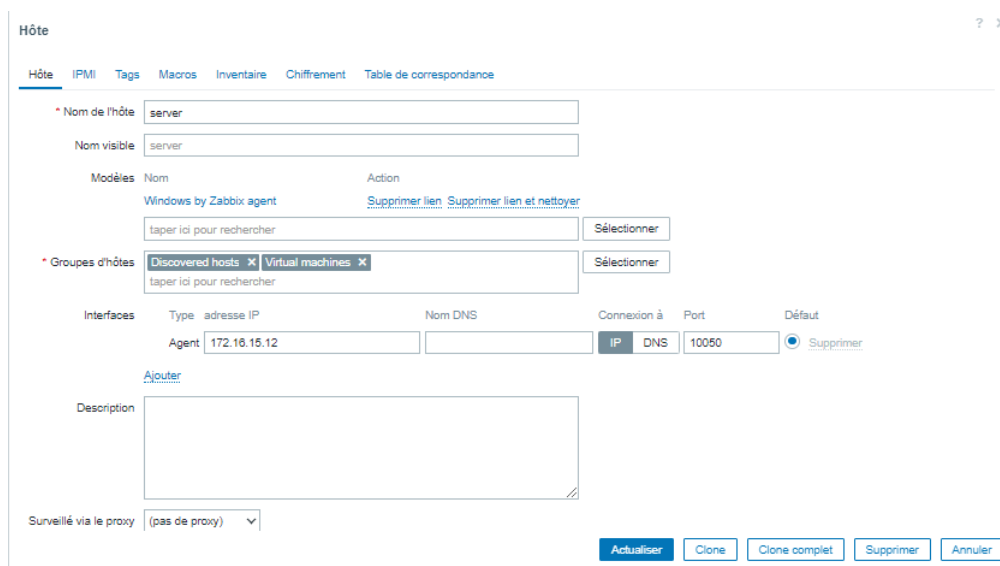 ? X
Hôte
Hôte IPMI Tags Macros Inventaire Chiffrement Table de correspondance
* Nom de l'hôte server
Nom visible server
Modèles Nom Action
Windows by Zabbix agent Supprimer lien Supprimer lien et nettoyer
taper ici pour rechercher Sélectionner
* Groupes d'hôtes Discovered hosts X Virtual machines X Sélectionner
taper ici pour rechercher
Interfaces Type adresse IP Nom DNS Connexion à Port Défaut
Agent 172.16.15.12 IP DNS 10050 Supprimer
Ajouter
Description
Surveillé via le proxy (pas de proxy)
Actualiser Clone Clone complet Supprimer Annuler